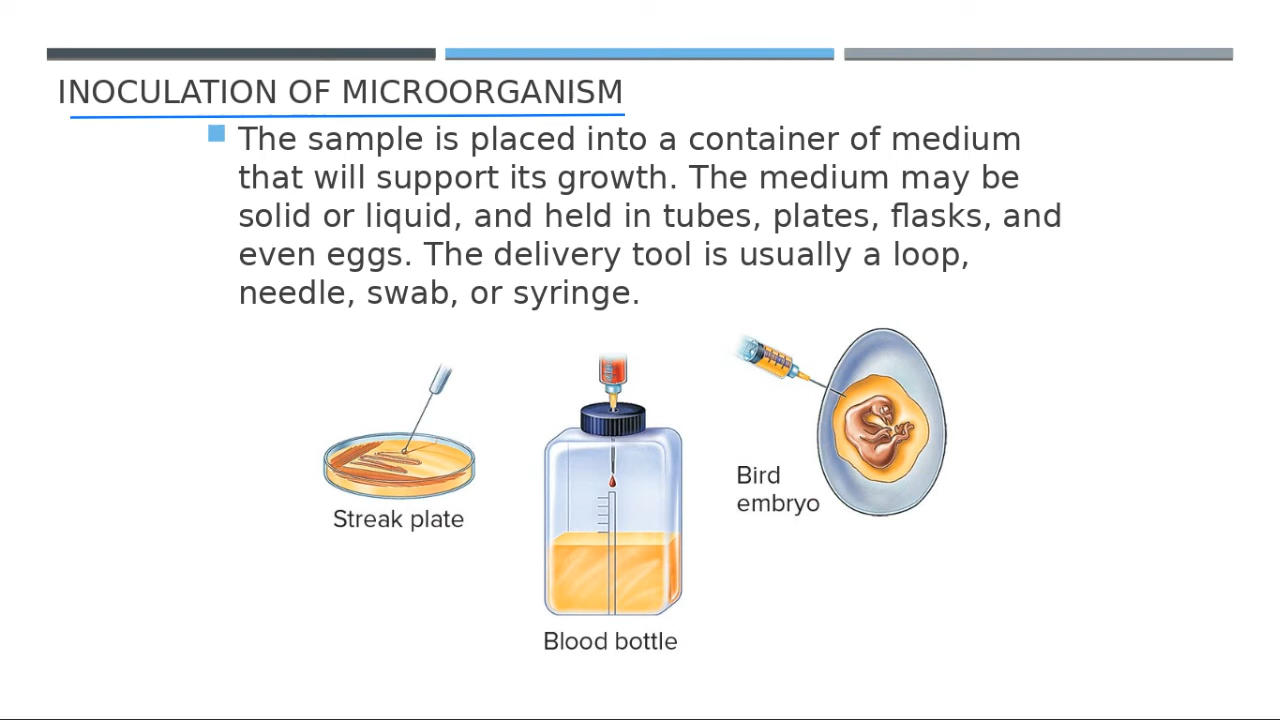 INOCULATION OF MICROORGANISM
The sample is placed into a container of medium
that will support its growth. The medium may be
solid or liquid, and held in tubes, plates, flasks, and
even eggs. The delivery tool is usually a loop,
needle, swab, or syringe.
Streak plate
Blood bottle
Bird
embryo